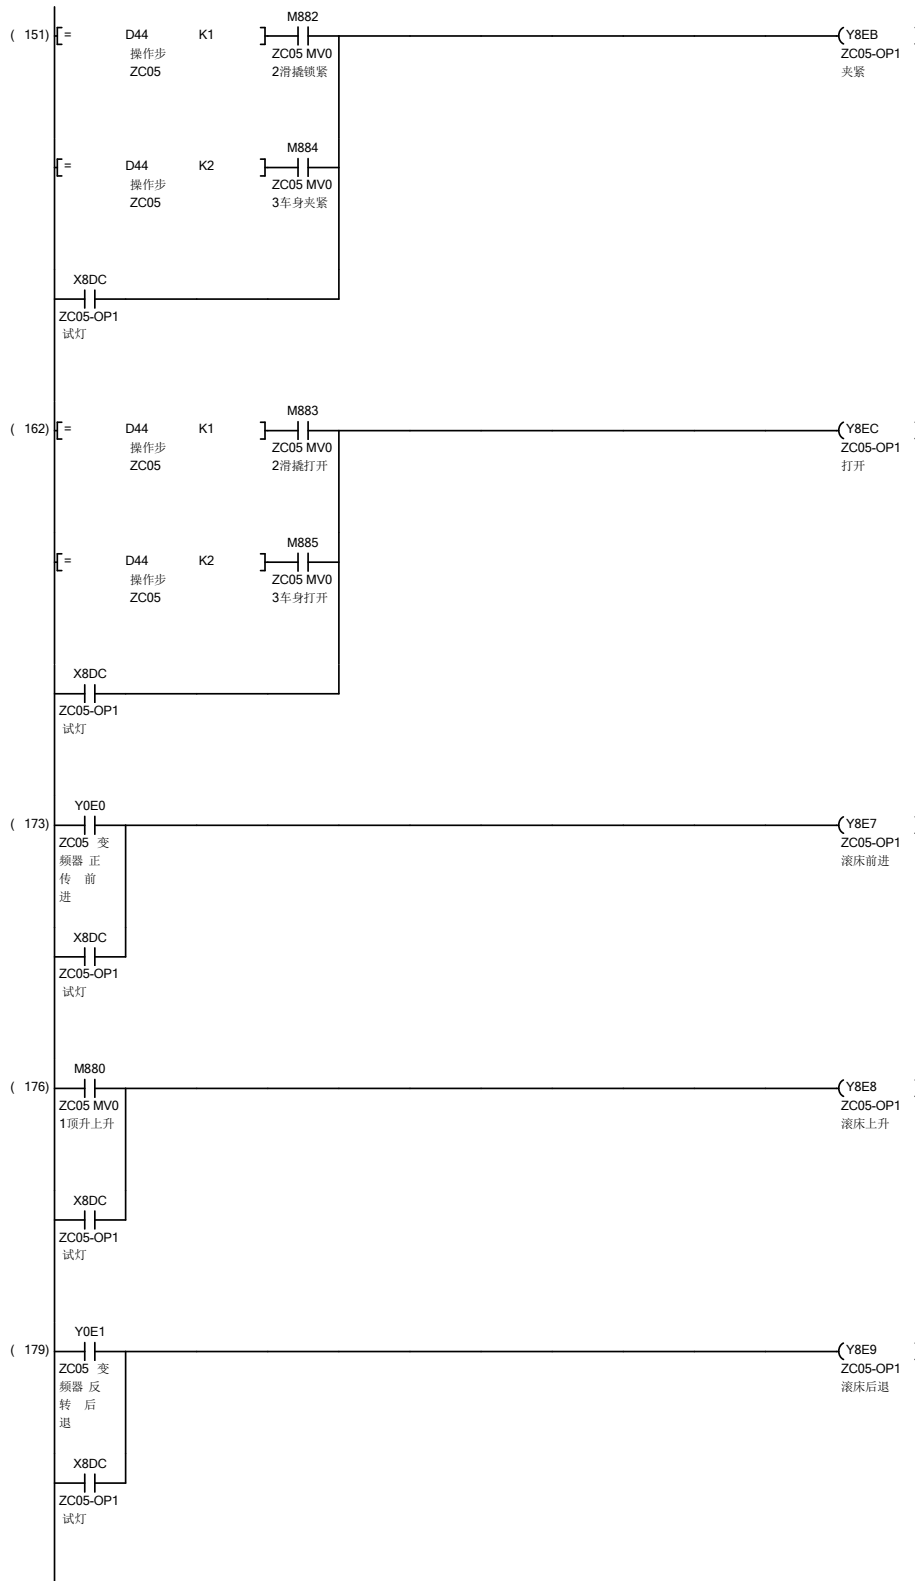 M882
( 151) [= D44 K1 ] Y8EB
操作步 ZC05 MV0 ZC05-OP1
ZC05 2滑撬锁紧 夹紧
M884
[= D44 K2 ]
操作步 ZC05 MV0
ZC05 3车身夹紧
X8DC
ZC05-OP1
试灯
M883
( 162) [= D44 K1 ] Y8EC
操作步 ZC05 MV0 ZC05-OP1
ZC05 2滑撬打开 打开
M885
[= D44 K2 ]
操作步 ZC05 MV0
ZC05 3车身打开
X8DC
ZC05-OP1
试灯
Y0E0
( 173) Y8E7
ZC05 变 ZC05-OP1
频器 正 滚床前进
传 前
进
X8DC
ZC05-OP1
试灯
M880
( 176) Y8E8
ZC05 MV0 ZC05-OP1
1顶升上升 滚床上升
X8DC
ZC05-OP1
试灯
Y0E1
( 179) Y8E9
ZC05 变 ZC05-OP1
频器 反 滚床后退
转 后
退
X8DC
ZC05-OP1
试灯